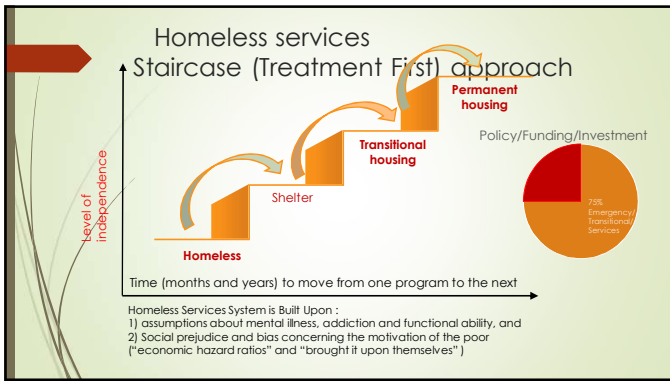 Homeless services
Staircase (Treatment First) approach
Permanent
housing
Policy/Funding/Investment
Transitional
housing
75%
Emergency/
Transitional/
Services
Level of
independence
Shelter
Homeless
Time (months and years) to move from one program to the next
Homeless Services System is Built Upon :
1) assumptions about mental illness, addiction and functional ability, and
2) Social prejudice and bias concerning the motivation of the poor
("economic hazard ratios" and "brought it upon themselves" )